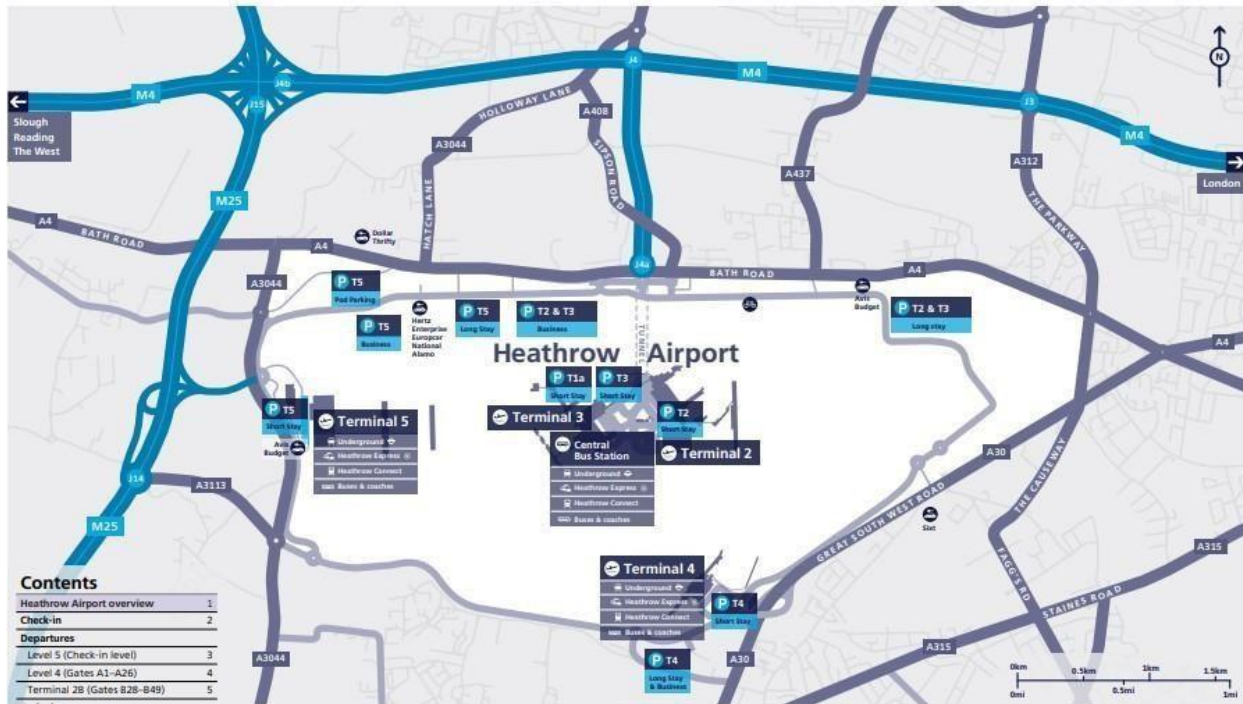 N
J4
M4
M4
J4b
J15
J3
M4
Slough
Reading
The West
London
HOLLOWAY LANE
A408
A3044
SIPSON ROAD
A437
A312
THE PARKWAY
M25
A4
BATH ROAD
HATCH LANE
Dollar
Thrifty
A4
J4a
BATH ROAD
A4
A3044
P T5
Pod Parking
P T5
Business
Hertz
Enterprise
Europcar
National
Alamo
P T5
Long Stay
P T2 & T3
Business
TUNNEL
Avis
Budget
P T2 & T3
Long stay
A4
Heathrow Airport
P T1a
Short Stay
P T3
Short Stay
P T2
Short Stay
P T5
Short Stay
Avis
Budget
Terminal 5
Underground
Heathrow Express
Heathrow Connect
Buses & coaches
Terminal 3
Central
Bus Station
Underground
Heathrow Express
Heathrow Connect
Buses & coaches
Terminal 2
A30
THE CAUSEWAY
J14
A3113
M25
GREAT SOUTH WEST ROAD
Sixt
FAGG'S RD
A315
STAINES ROAD
Terminal 4
Underground
Heathrow Express
Heathrow Connect
Buses & coaches
P T4
Short Stay
P T4
Long Stay
& Business
A30
A315
A3044
Contents
Heathrow Airport overview 1
Check-in 2
Departures
Level 5 (Check-in level) 3
Level 4 (Gates A1–A26) 4
Terminal 2B (Gates B28–B49) 5
0km 0.5km 1km 1.5km
0mi 0.5mi 1mi